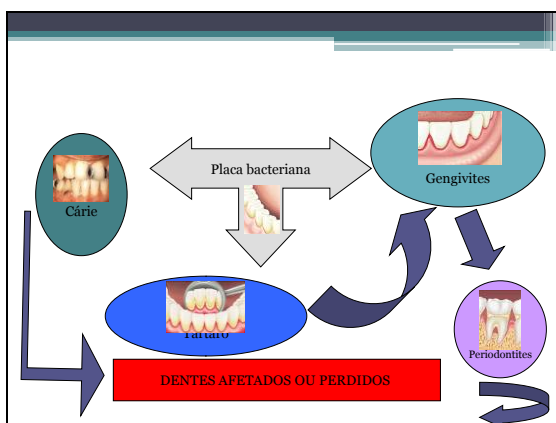 Placa bacteriana
Gengivites
Cárie
Tártaro
Periodontites
DENTES AFETADOS OU PERDIDOS